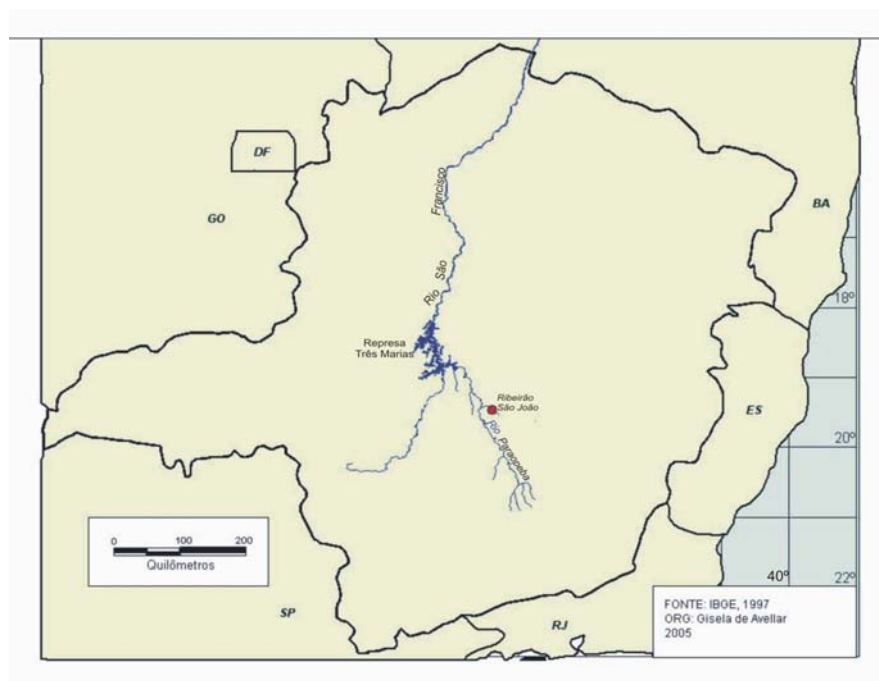 DF
GO
BA
Rio São Francisco
18º
Represa
Três Marias
Ribeirão
São João
ES
Rio Paraopeba
20º
0 100 200
Quilômetros
40º
22º
SP
RJ
FONTE: IBGE, 1997
ORG: Gisela de Avellar
2005